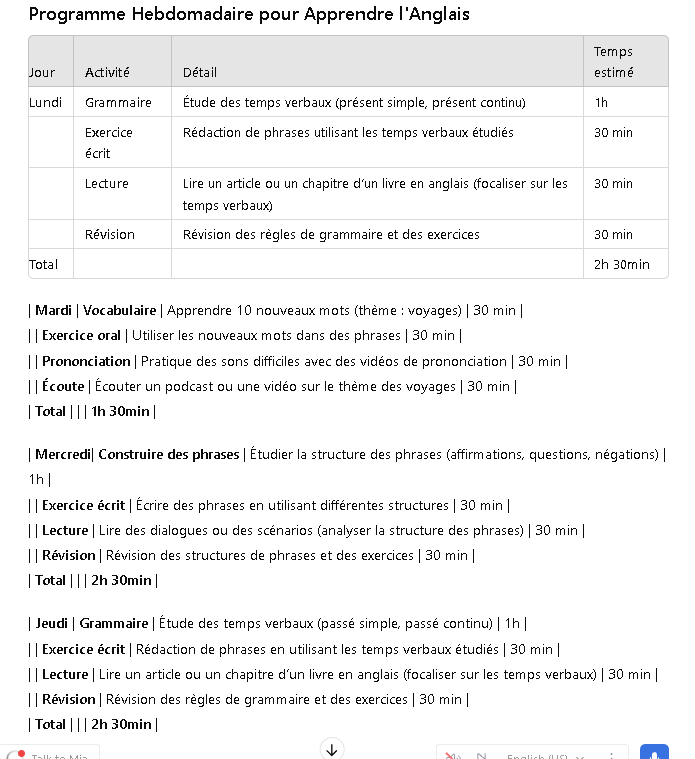 Programme Hebdomadaire pour Apprendre l'Anglais
Jour Activité Détail Temps estimé
Lundi Grammaire Étude des temps verbaux (présent simple, présent continu) 1h
Exercice écrit Rédaction de phrases utilisant les temps verbaux étudiés 30 min
Lecture Lire un article ou un chapitre d'un livre en anglais (focaliser sur les temps verbaux) 30 min
Révision Révision des règles de grammaire et des exercices 30 min
Total 2h 30min
| Mardi | Vocabulaire | Apprendre 10 nouveaux mots (thème : voyages) | 30 min |
| | Exercice oral | Utiliser les nouveaux mots dans des phrases | 30 min |
| | Prononciation | Pratique des sons difficiles avec des vidéos de prononciation | 30 min |
| | Écoute | Écouter un podcast ou une vidéo sur le thème des voyages | 30 min |
| Total | | | 1h 30min |
| Mercredi| Construire des phrases | Étudier la structure des phrases (affirmations, questions, négations) |
1h |
| | Exercice écrit | Écrire des phrases en utilisant différentes structures | 30 min |
| | Lecture | Lire des dialogues ou des scénarios (analyser la structure des phrases) | 30 min |
| | Révision | Révision des structures de phrases et des exercices | 30 min |
| Total | | | 2h 30min |
| Jeudi | Grammaire | Étude des temps verbaux (passé simple, passé continu) | 1h |
| | Exercice écrit | Rédaction de phrases en utilisant les temps verbaux étudiés | 30 min |
| | Lecture | Lire un article ou un chapitre d'un livre en anglais (focaliser sur les temps verbaux) | 30 min |
| | Révision | Révision des règles de grammaire et des exercices | 30 min |
| Total | | | 2h 30min |
Talk to Mia English (US)